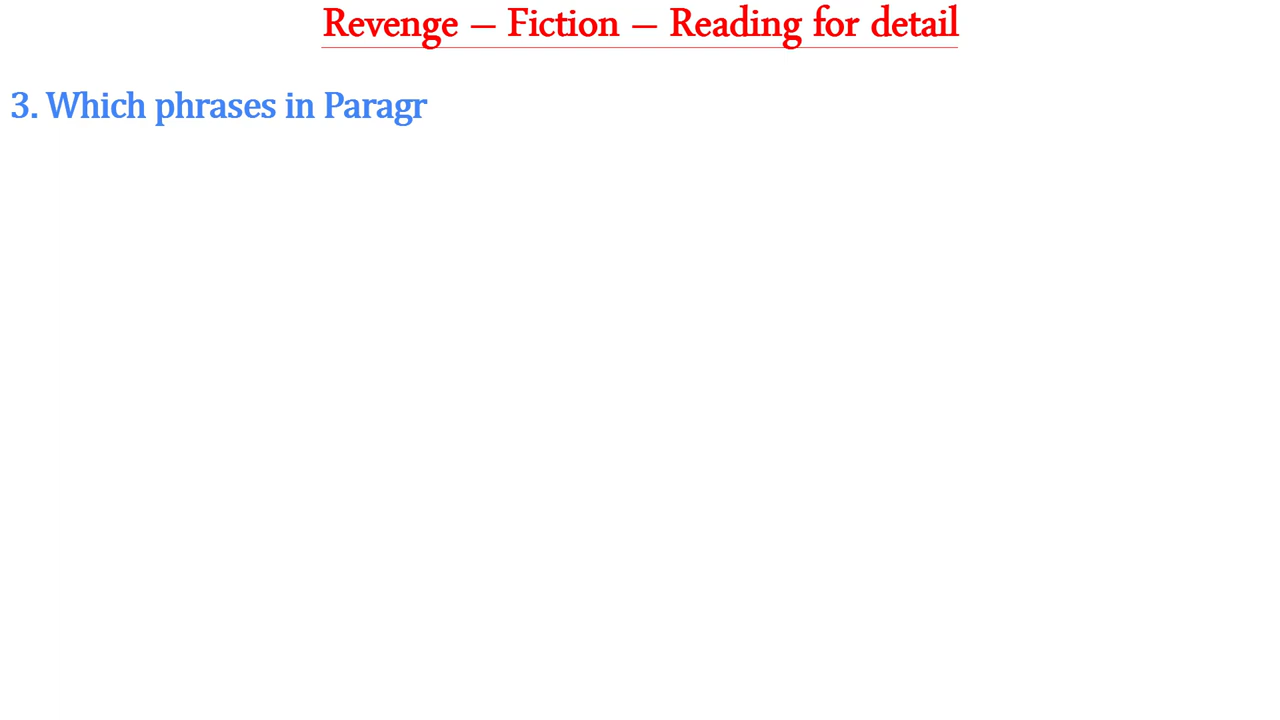 Revenge – Fiction – Reading for detail
3. Which phrases in Paragr